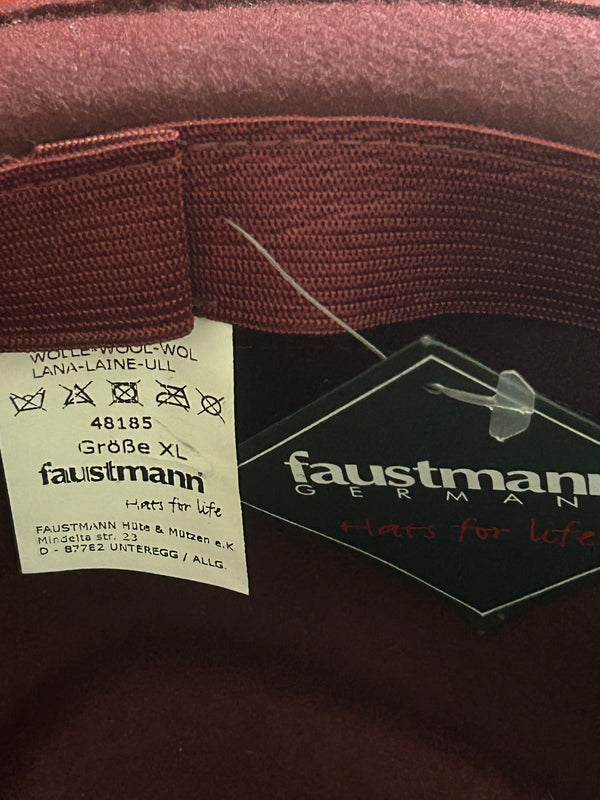 WOLLE-WOOL-WOL
LANA-LAINE-ULL
48185
Größe XL
faustmann
Hats for life
FAUSTMANN Hüte & Mützen e.K
Mindelta str. 23
D - 87762 UNTEREGG / ALLG.
faustmann
GERMAN
Hats for life